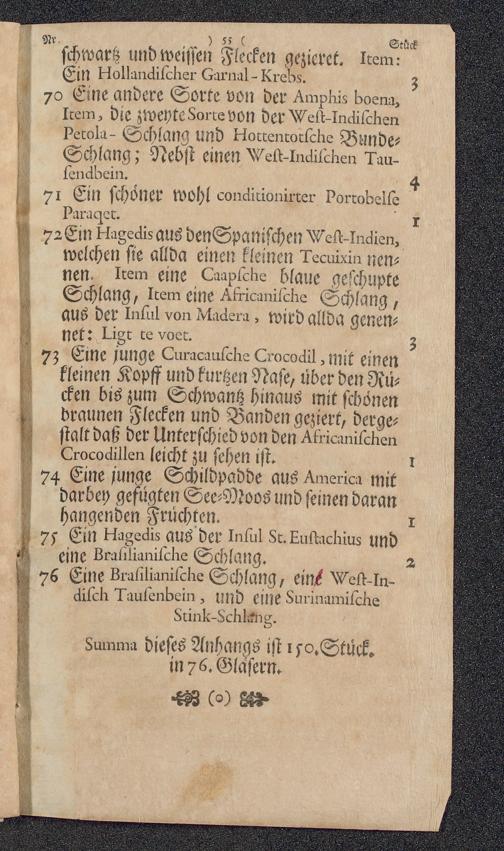 Nr. ) 55 ( Stück
schwartz und weissen Flecken gezieret. Item:
Ein Hollandischer Garnal-Krebs. 3
70 Eine andere Sorte von der Amphis boena,
Item, die zweyte Sorte von der West-Indischen
Petola-Schlang und Hottentotsche Bunde-
Schlang; Nebst einen West-Indischen Tau-
sendbein. 4
71 Ein schöner wohl conditionirter Portobelse
Paraqet. 1
72 Ein Hagedis aus den Spanischen West-Indien,
welchen sie allda einen kleinen Tecuixin nen-
nen. Item eine Caapsche blaue geschupte
Schlang, Item eine Africanische Schlang,
aus der Insul von Madera, wird allda genen-
net: Ligt te voet. 3
73 Eine junge Curacausche Crocodil, mit einen
kleinen Kopff und kurtzen Nase, über den Rü-
cken bis zum Schwantz hinaus mit schönen
braunen Flecken und Banden geziert, derge-
stalt daß der Unterschied von den Africanischen
Crocodillen leicht zu sehen ist. 1
74 Eine junge Schildpadde aus America mit
darbey gefügten See-Moos und seinen daran
hangenden Früchten. 1
75 Ein Hagedis aus der Insul St. Eustachius und
eine Brasilianische Schlang. 2
76 Eine Brasilianische Schlang, eine West-In-
disch Tausenbein, und eine Surinamische
Stink-Schlang.
Summa dieses Anhangs ist 150. Stück.
in 76. Gläsern.
(0)